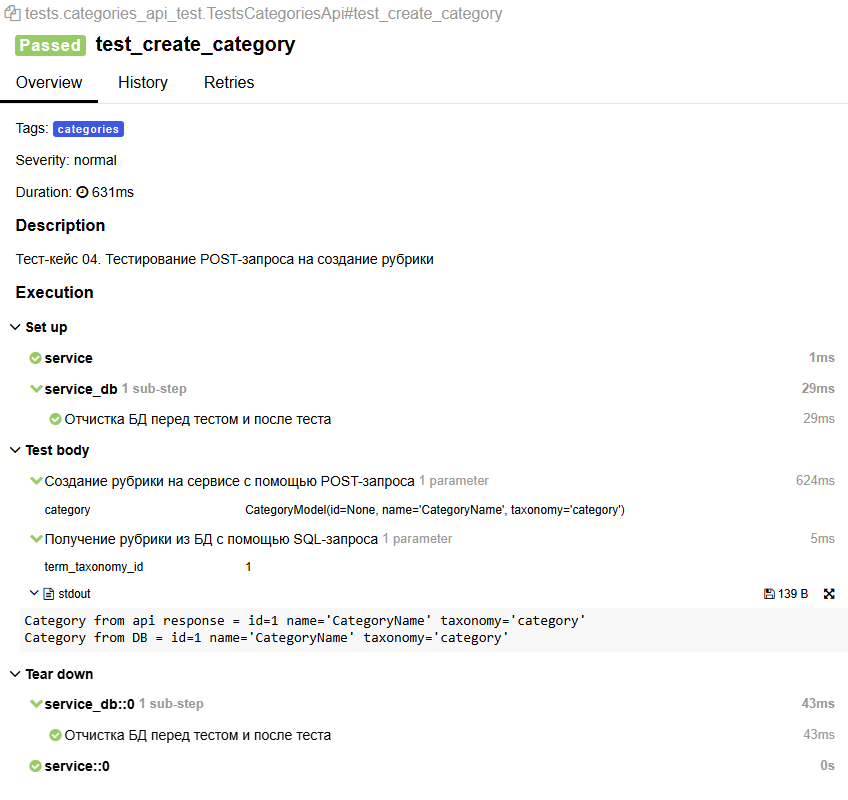 tests.categories_api_test.TestsCategoriesApi#test_create_category
Passed test_create_category
Overview History Retries
Tags: categories
Severity: normal
Duration: 631ms
Description
Тест-кейс 04. Тестирование POST-запроса на создание рубрики
Execution
Set up
service 1ms
service_db 1 sub-step 29ms
Отчистка БД перед тестом и после теста 29ms
Test body
Создание рубрики на сервисе с помощью POST-запроса 1 parameter 624ms
category CategoryModel(id=None, name='CategoryName', taxonomy='category')
Получение рубрики из БД с помощью SQL-запроса 1 parameter 5ms
term_taxonomy_id 1
stdout 139 B
Category from api response = id=1 name='CategoryName' taxonomy='category'
Category from DB = id=1 name='CategoryName' taxonomy='category'
Tear down
service_db::0 1 sub-step 43ms
Отчистка БД перед тестом и после теста 43ms
service::0 0s